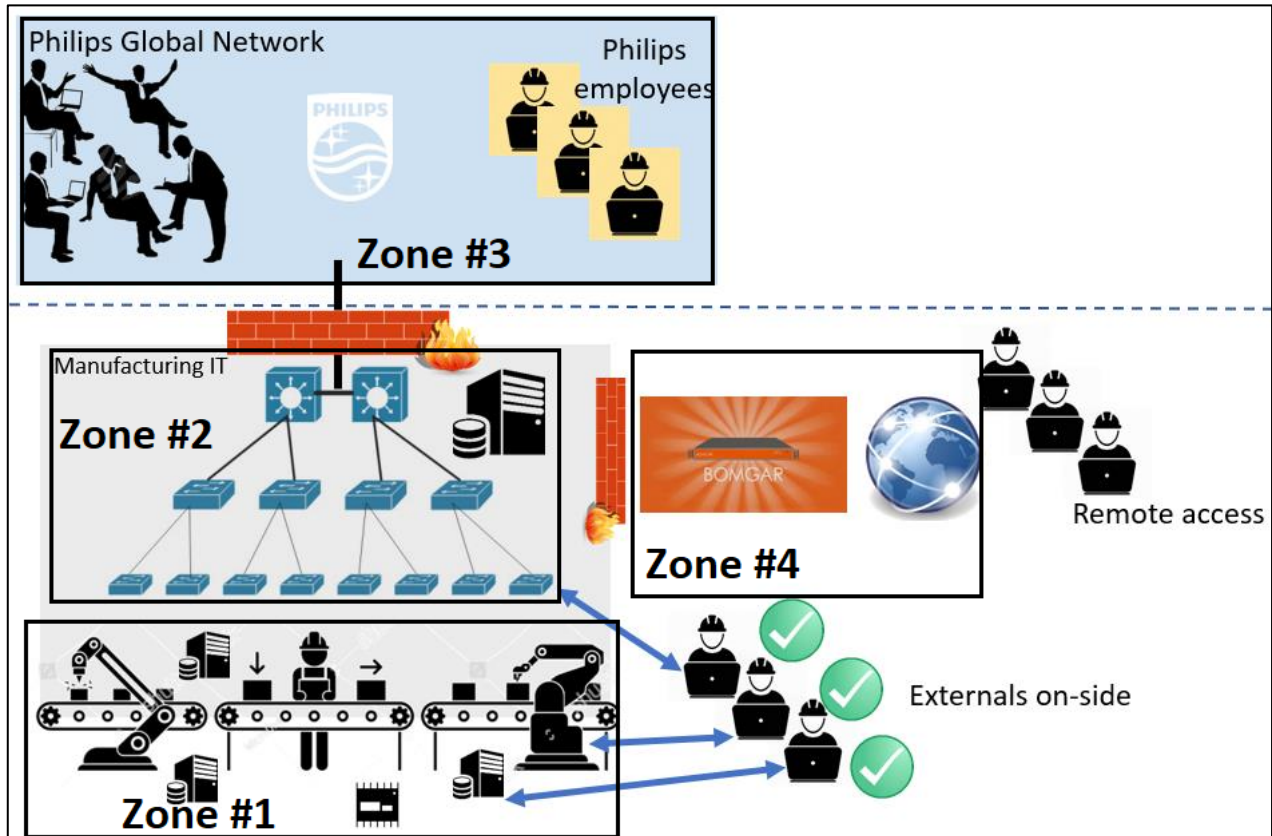 Philips Global Network
Philips
employees
PHILIPS
Zone #3
Manufacturing IT
Zone #2
BOMGAR
Zone #4
Remote access
Externals on-side
Zone #1